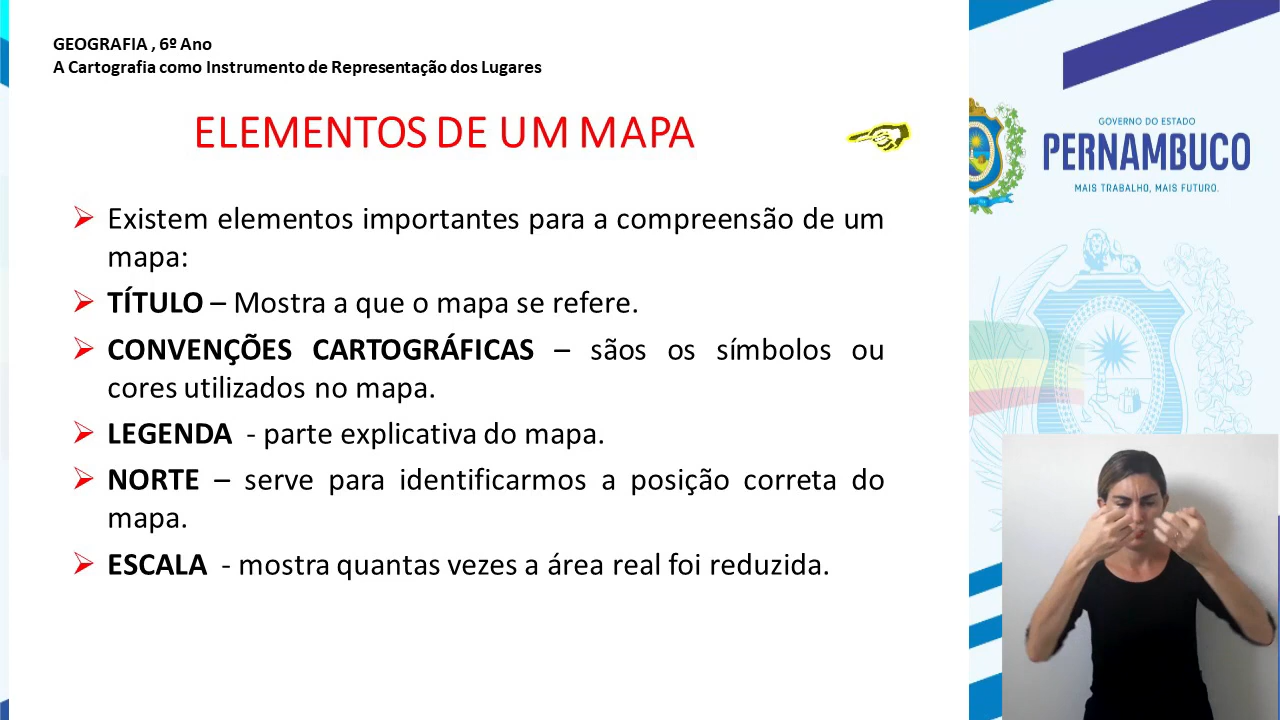 GEOGRAFIA , 6º Ano
A Cartografia como Instrumento de Representação dos Lugares
ELEMENTOS DE UM MAPA
Existem elementos importantes para a compreensão de um
mapa:
TÍTULO – Mostra a que o mapa se refere.
CONVENÇÕES CARTOGRÁFICAS – sãos os símbolos ou
cores utilizados no mapa.
LEGENDA - parte explicativa do mapa.
NORTE – serve para identificarmos a posição correta do
mapa.
ESCALA - mostra quantas vezes a área real foi reduzida.
GOVERNO DO ESTADO
PERNAMBUCO
MAIS TRABALHO, MAIS FUTURO.